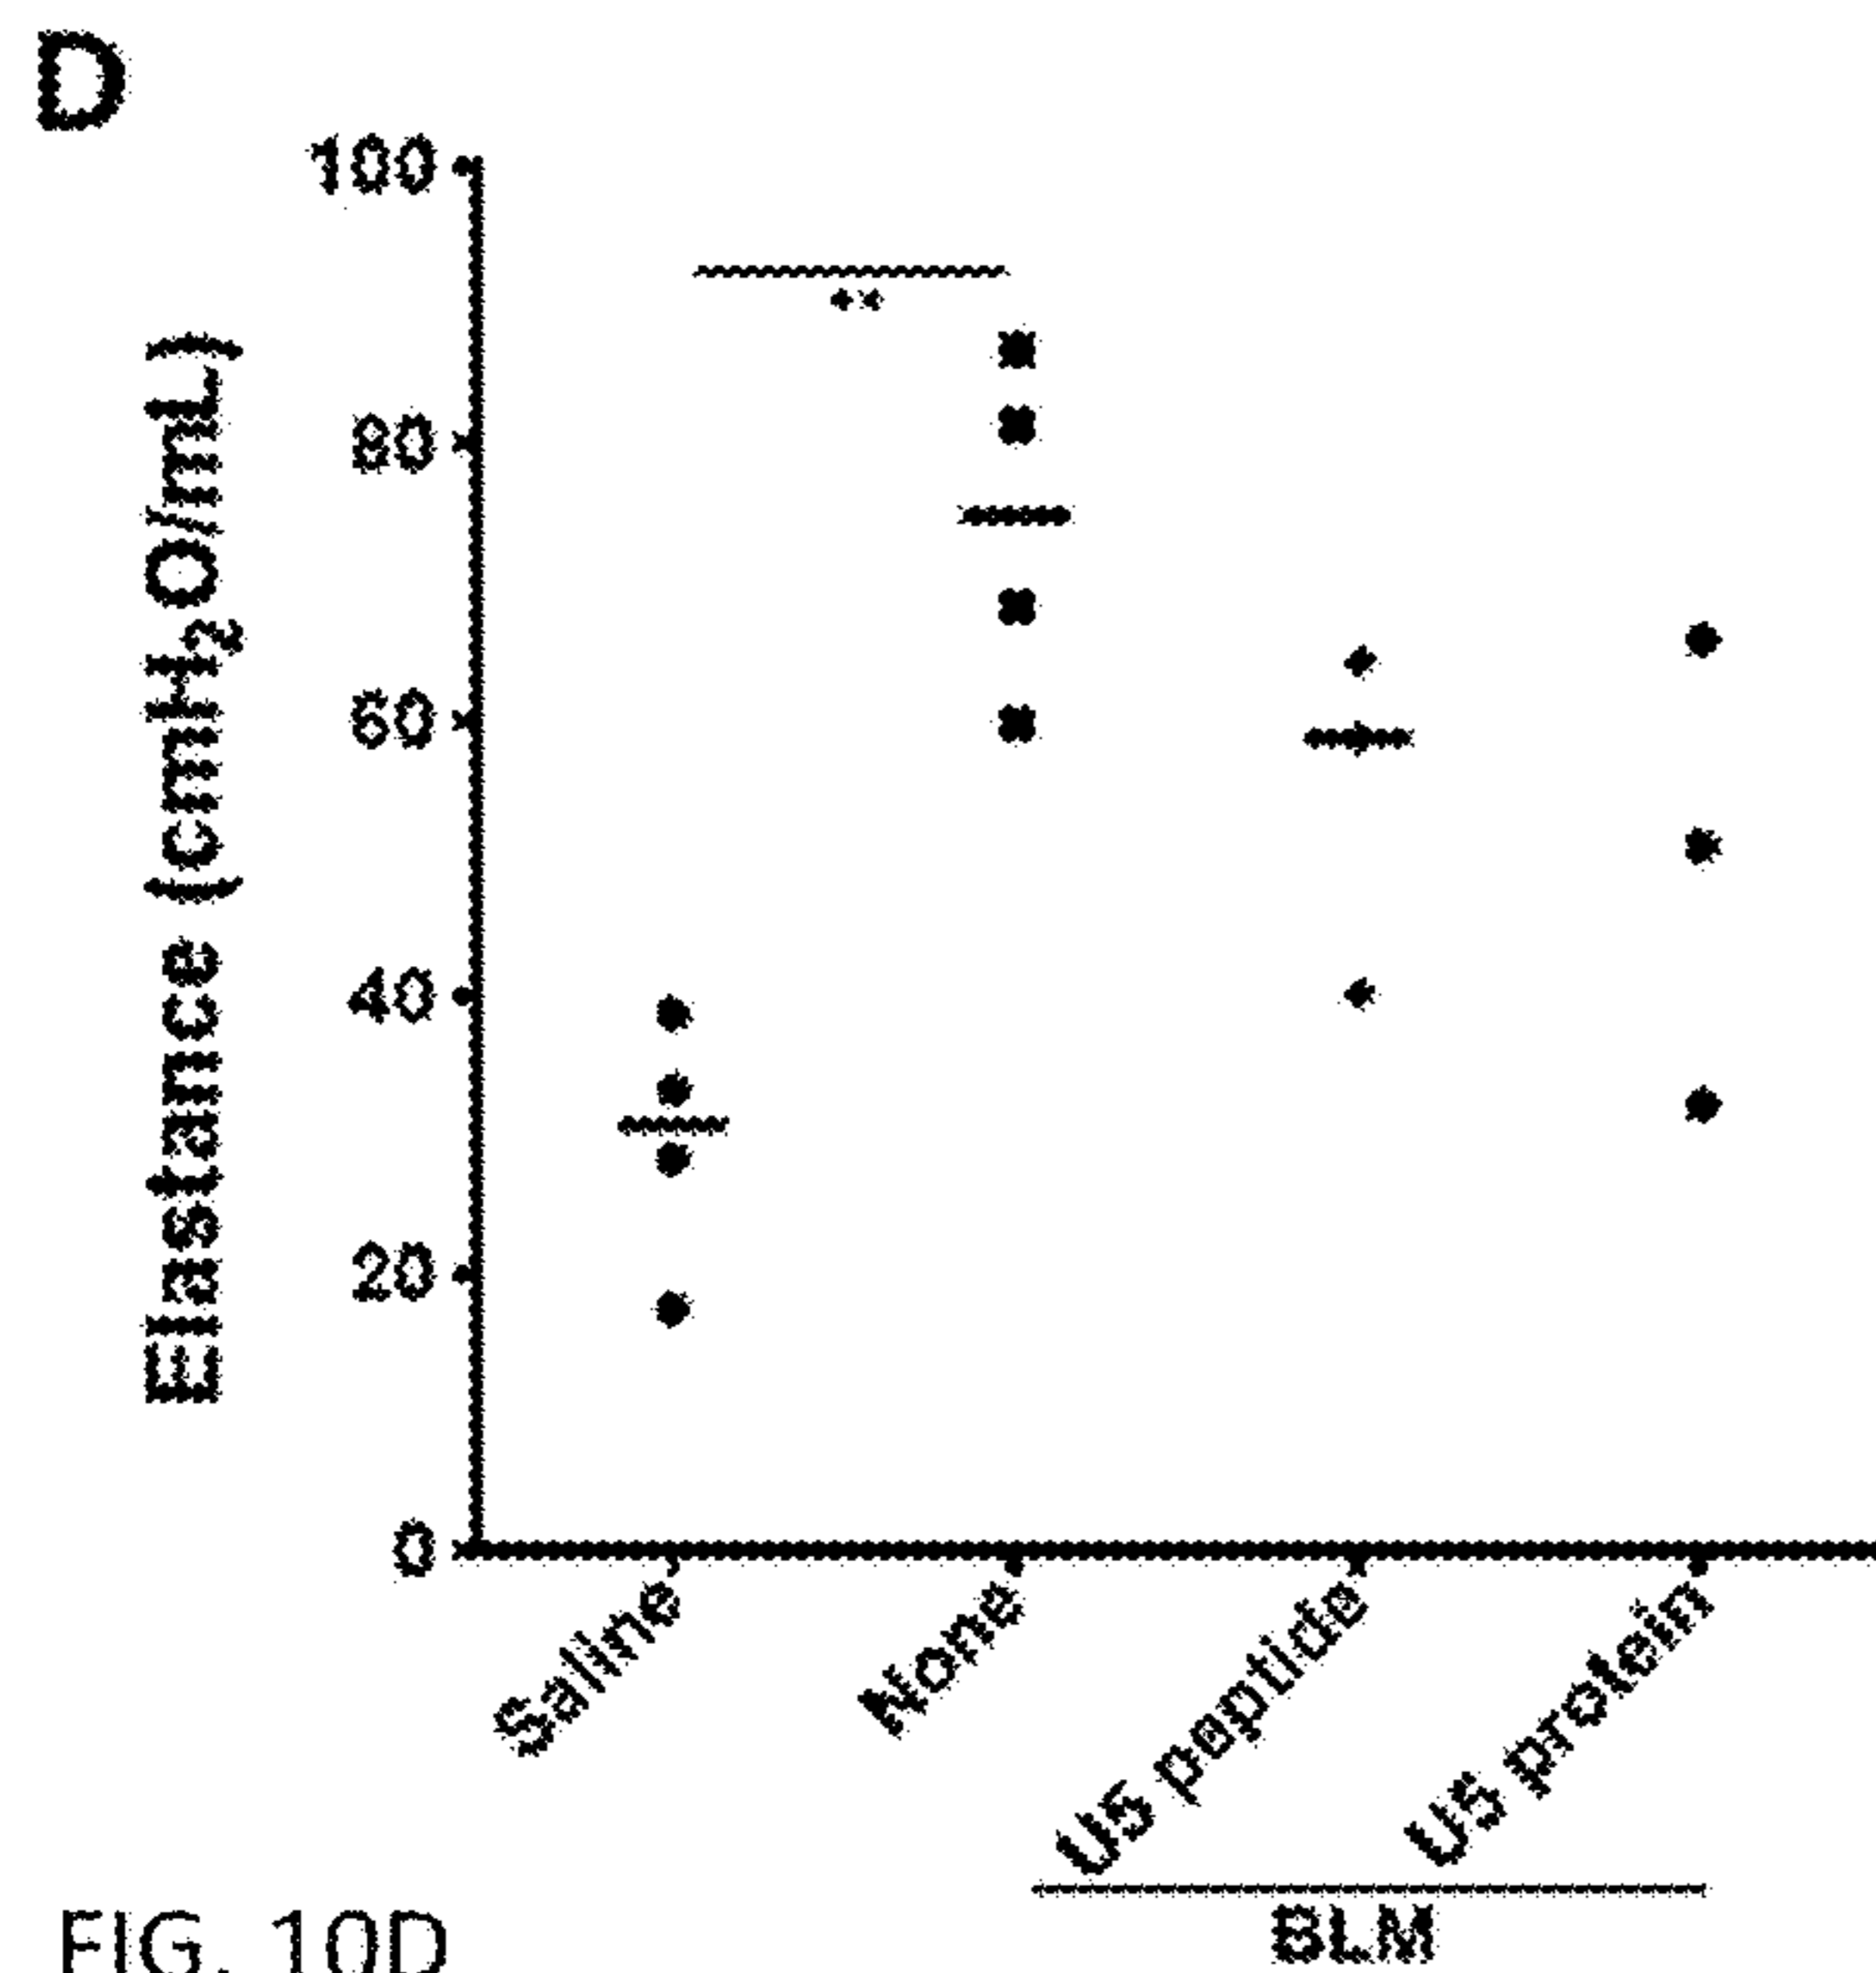 D
Elastance (cmH₂O/mL)
100
80
60
40
20
0
**
Saline
None
U5 peptide
U5 protein
BLM
FIG. 10D